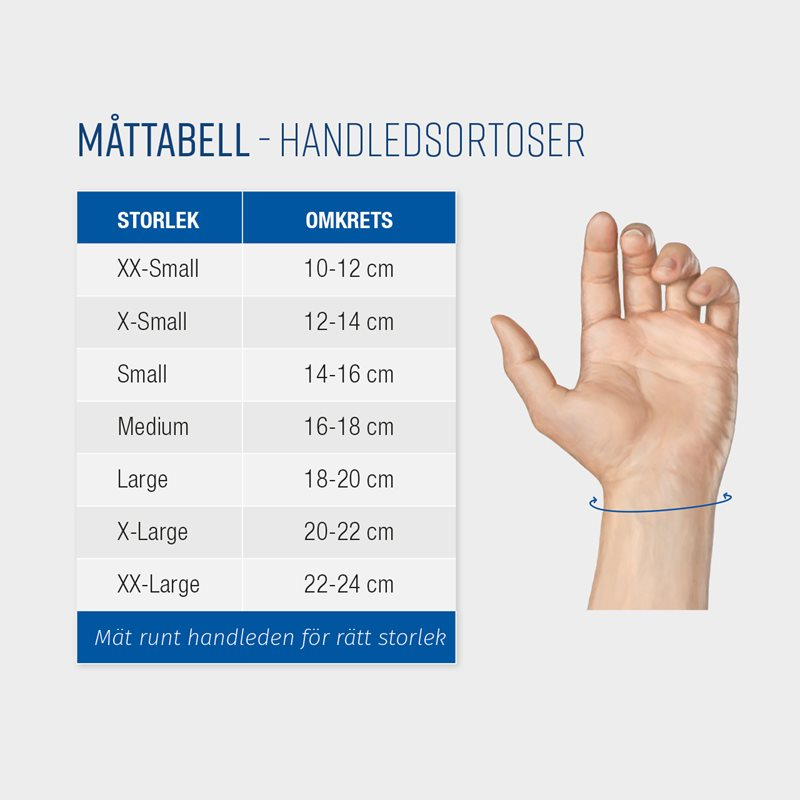 MÅTTABELL - HANDLEDSORTOSER
STORLEK OMKRETS
XX-Small 10-12 cm
X-Small 12-14 cm
Small 14-16 cm
Medium 16-18 cm
Large 18-20 cm
X-Large 20-22 cm
XX-Large 22-24 cm
Mät runt handleden för rätt storlek